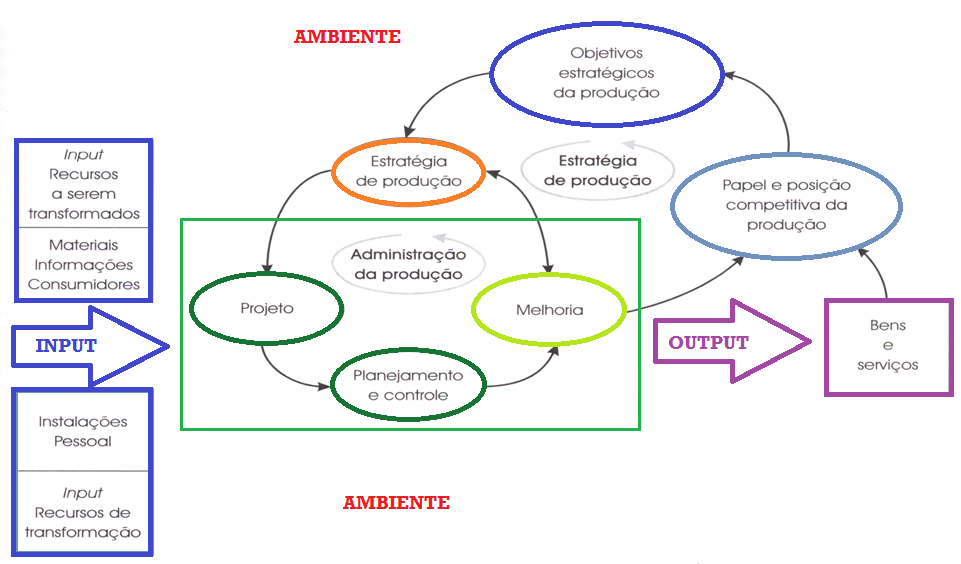 AMBIENTE
Objetivos
estratégicos
da produção
Estratégia
de produção
Estratégia
de produção
Papel e posição
competitiva da
produção
Input
Recursos
a serem
transformados
Materiais
Informações
Consumidores
Administração
da produção
Projeto
Melhoria
Planejamento
e controle
INPUT
OUTPUT
Bens
e
serviços
Instalações
Pessoal
Input
Recursos de
transformação
AMBIENTE